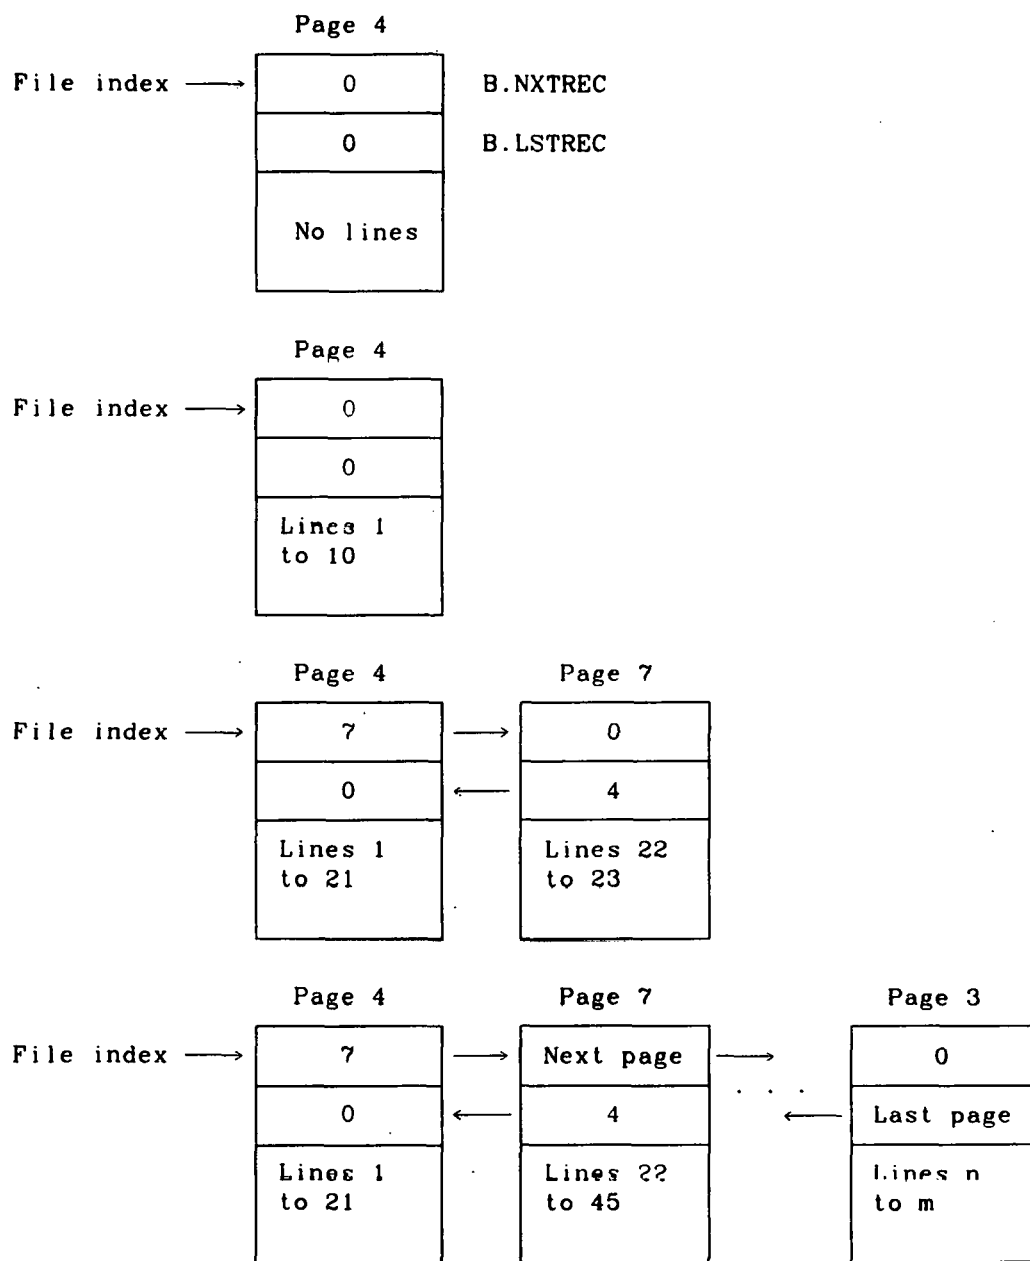 Page 4
File index 0 B.NXTREC
0 B.LSTREC
No lines
Page 4
File index 0
0
Lines 1
to 10
Page 4 Page 7
File index 7 0
0 4
Lines 1 Lines 22
to 21 to 23
Page 4 Page 7 Page 3
File index 7 Next page 0
. . .
0 4 Last page
Lines 1 Lines 22 Lines n
to 21 to 45 to m